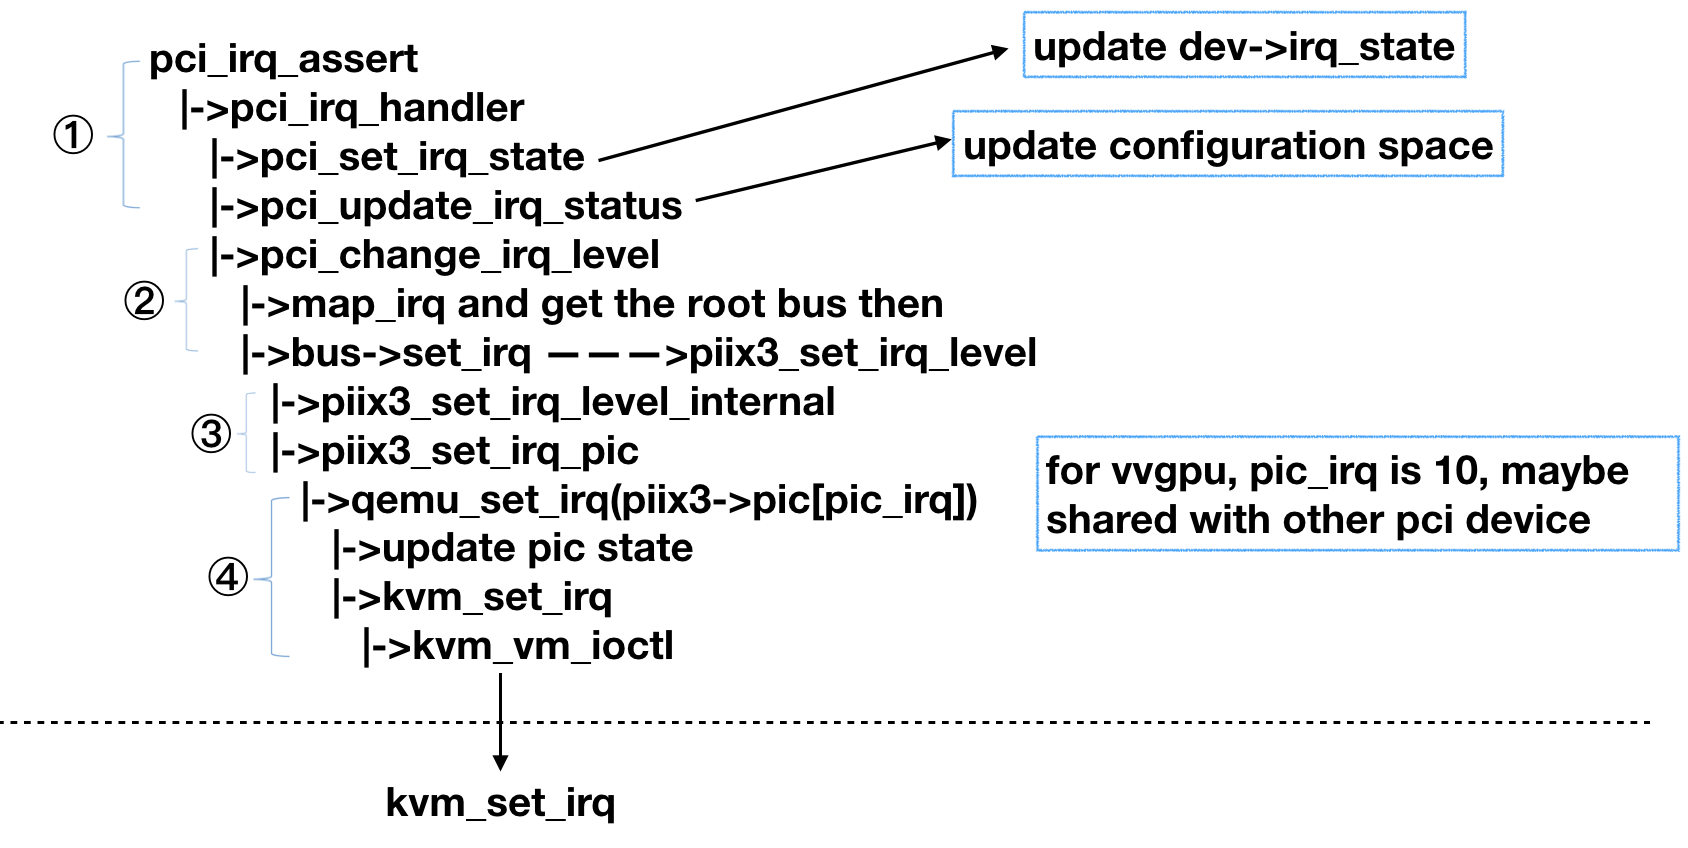 update dev->irq_state
pci_irq_assert
|->pci_irq_handler
①
update configuration space
|->pci_set_irq_state
|->pci_update_irq_status
|->pci_change_irq_level
②
|->map_irq and get the root bus then
|->bus->set_irq ———>piix3_set_irq_level
|->piix3_set_irq_level_internal
③
|->piix3_set_irq_pic
for vvgpu, pic_irq is 10, maybe
shared with other pci device
|->qemu_set_irq(piix3->pic[pic_irq])
|->update pic state
④
|->kvm_set_irq
|->kvm_vm_ioctl
kvm_set_irq